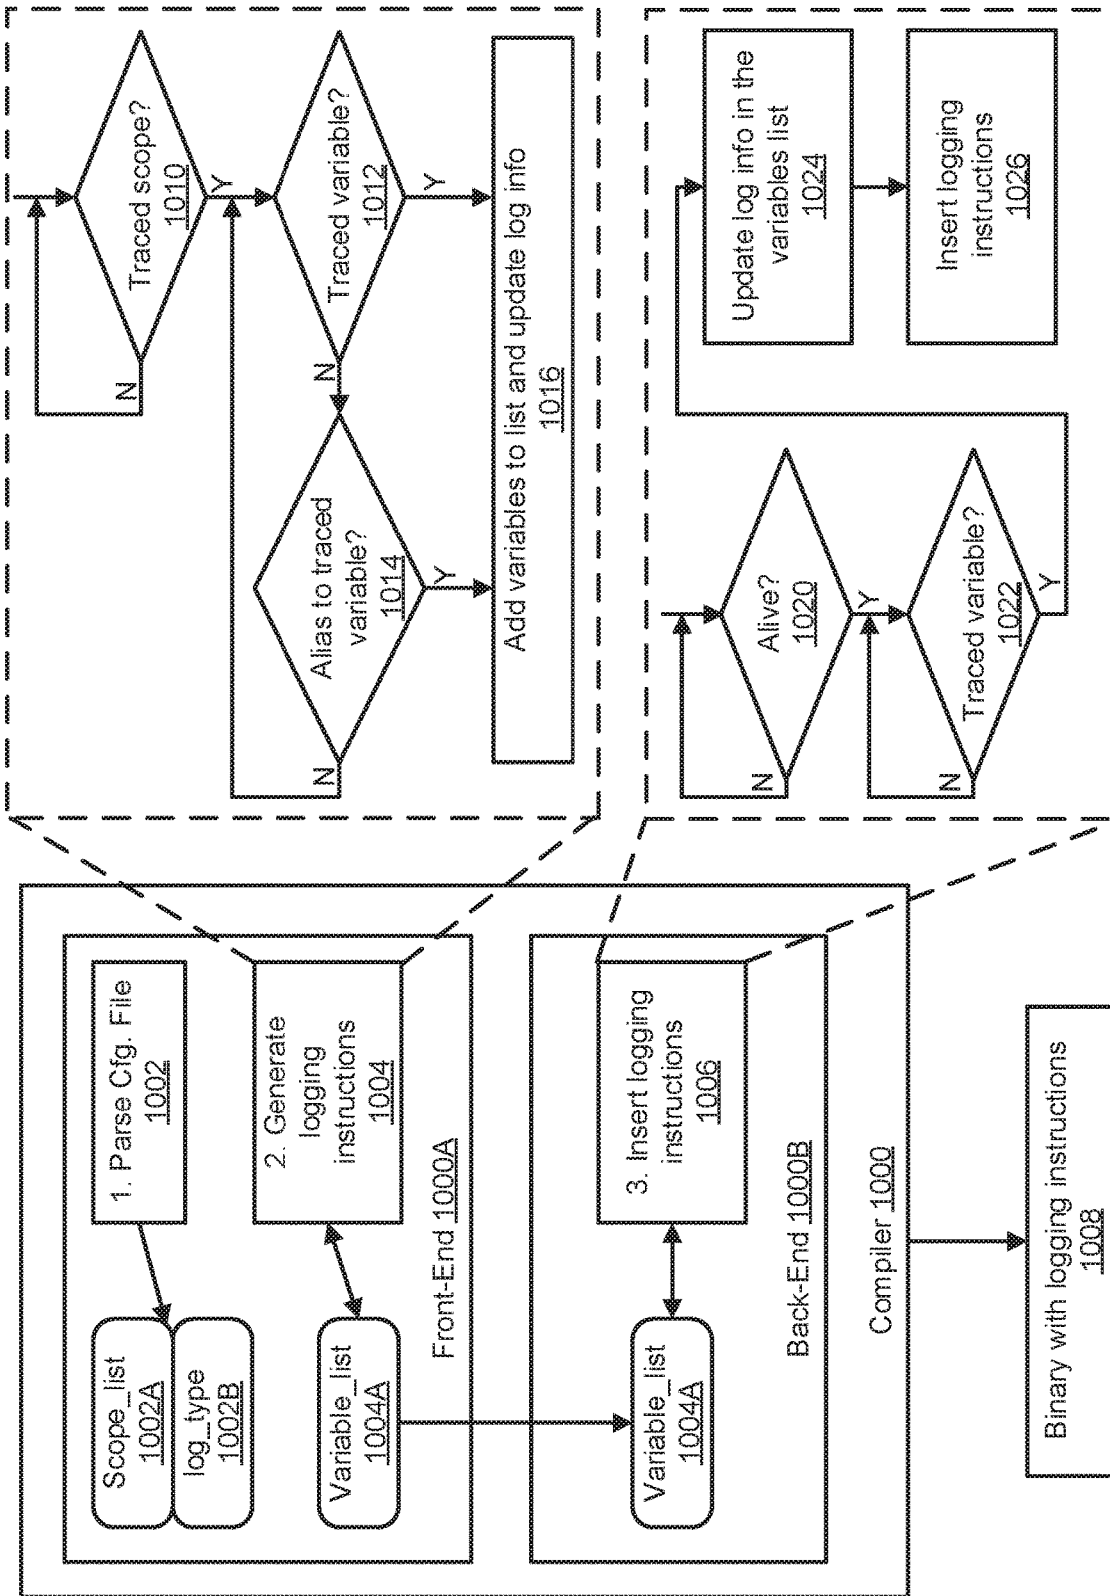 Scope_list
1002A
log_type
1002B
1. Parse Cfg. File
1002
Variable_list
1004A
2. Generate
logging
instructions
1004
Front-End 1000A
Variable_list
1004A
3. Insert logging
instructions
1006
Back-End 1000B
Compiler 1000
Binary with logging instructions
1008
Traced scope?
1010
N
Y
Traced variable?
1012
N
Y
Alias to traced
variable?
1014
N
Y
Add variables to list and update log info
1016
Alive?
1020
N
Y
Traced variable?
1022
N
Y
Update log info in the
variables list
1024
Insert logging
instructions
1026